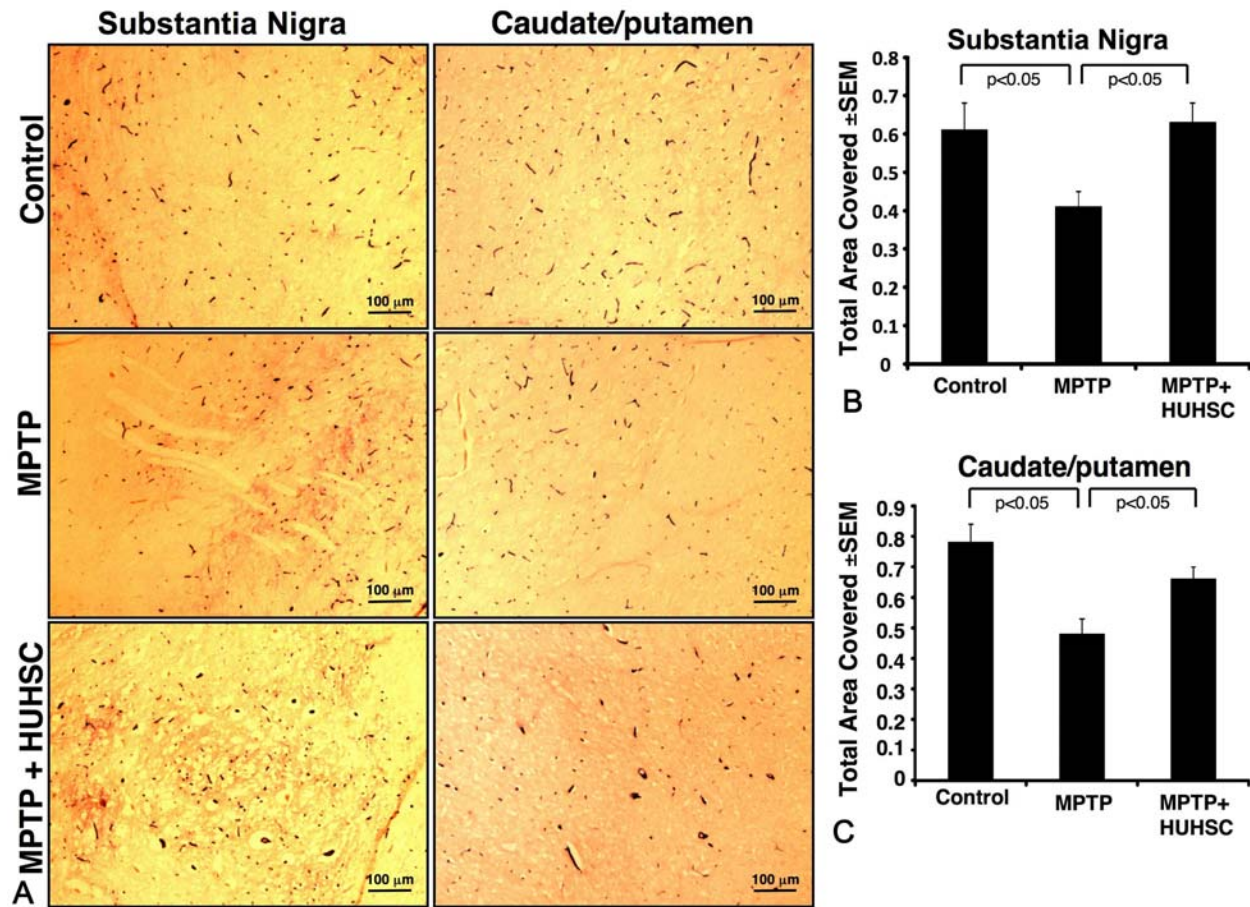 Substantia Nigra
Caudate/putamen
Control
100 μm
100 μm
MPTP
100 μm
100 μm
MPTP + HUHSC
100 μm
100 μm
A
Substantia Nigra
Total Area Covered ±SEM
0.8
0.7
0.6
0.4
0.3
0.2
0.1
0
p<0.05
p<0.05
Control
MPTP
MPTP+
HUHSC
B
Caudate/putamen
Total Area Covered ±SEM
0.9
0.8
0.7
0.6
0.5
0.4
0.3
0.2
0.1
0
p<0.05
p<0.05
Control
MPTP
MPTP+
HUHSC
C